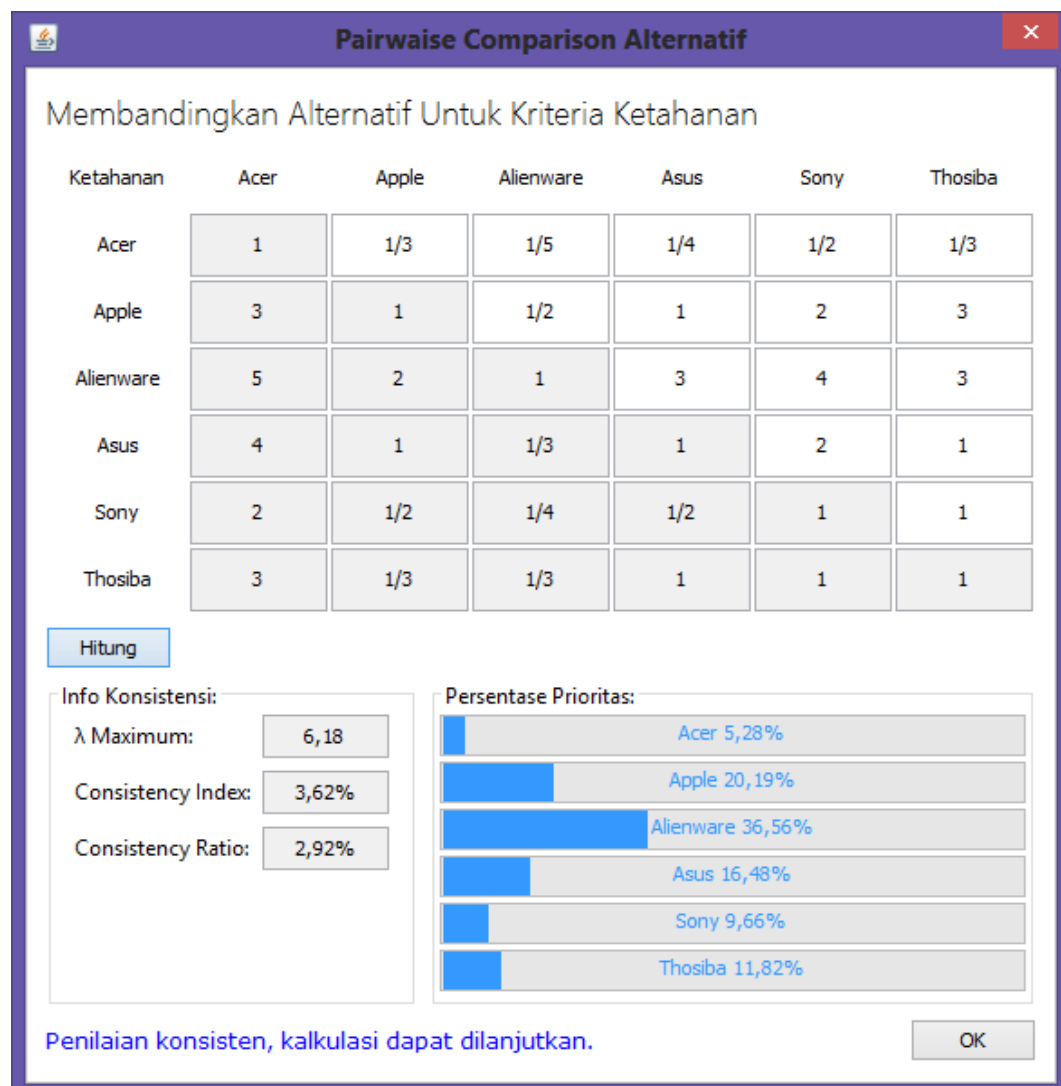 Pairwaise Comparison Alternatif
Membandingkan Alternatif Untuk Kriteria Ketahanan
Ketahanan Acer Apple Alienware Asus Sony Thosiba
Acer 1 1/3 1/5 1/4 1/2 1/3
Apple 3 1 1/2 1 2 3
Alienware 5 2 1 3 4 3
Asus 4 1 1/3 1 2 1
Sony 2 1/2 1/4 1/2 1 1
Thosiba 3 1/3 1/3 1 1 1
Hitung
Info Konsistensi:
λ Maximum: 6,18
Consistency Index: 3,62%
Consistency Ratio: 2,92%
Persentase Prioritas:
Acer 5,28%
Apple 20,19%
Alienware 36,56%
Asus 16,48%
Sony 9,66%
Thosiba 11,82%
Penilaian konsisten, kalkulasi dapat dilanjutkan.
OK